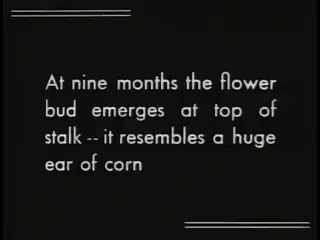 At nine months the flower
bud emerges at top of
stalk -- it resembles a huge
ear of corn